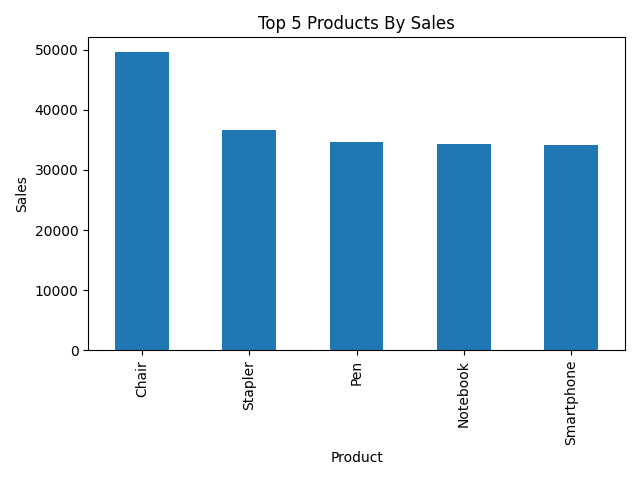 Top 5 Products By Sales
50000
40000
30000
20000
10000
0
Sales
Chair
Stapler
Pen
Notebook
Smartphone
Product